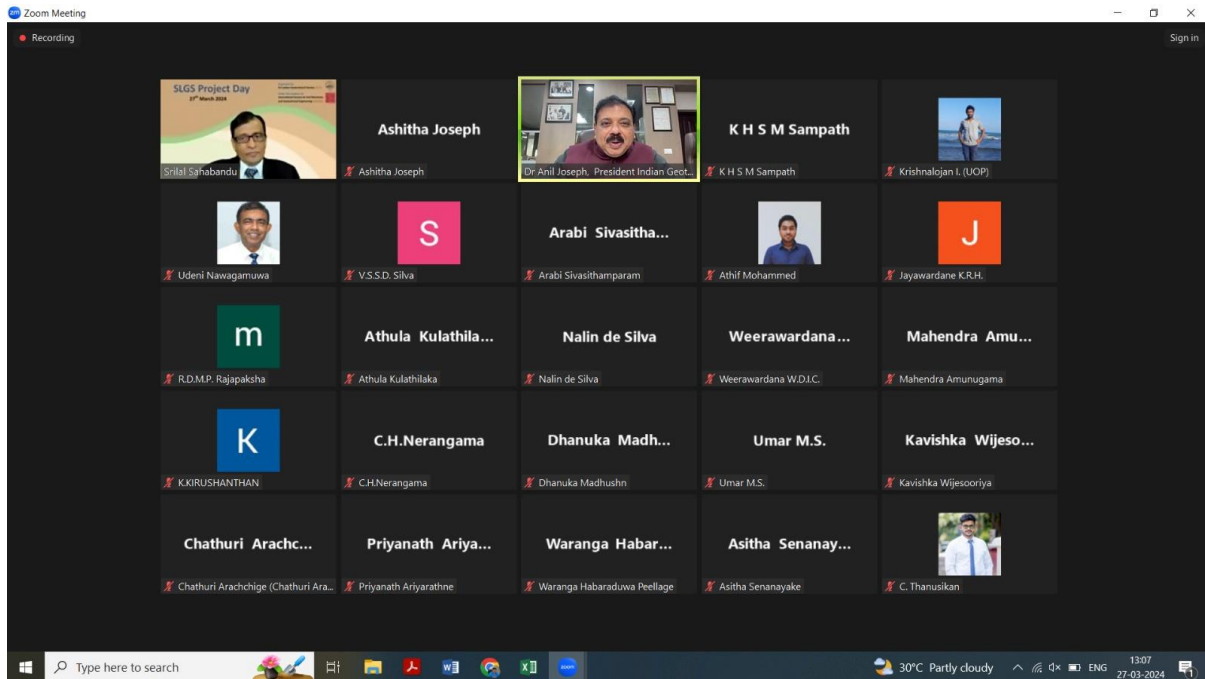 Zoom Meeting
Recording
Sign in
SLGS Project Day
27th March 2024
Srilal Sahabandu
Ashitha Joseph
Ashitha Joseph
Dr Anil Joseph, President Indian Geot...
K H S M Sampath
K H S M Sampath
Krishnalojan I. (UOP)
Udeni Nawagamuwa
S
V.S.S.D. Silva
Arabi Sivasitha...
Arabi Sivasithamparam
Athif Mohammed
J
Jayawardane K.R.H.
m
R.D.M.P. Rajapaksha
Athula Kulathila...
Athula Kulathilaka
Nalin de Silva
Nalin de Silva
Weerawardana...
Weerawardana W.D.I.C.
Mahendra Amu...
Mahendra Amunugama
K
K.KIRUSHANTHAN
C.H.Nerangama
C.H.Nerangama
Dhanuka Madh...
Dhanuka Madhushn
Umar M.S.
Umar M.S.
Kavishka Wijeso...
Kavishka Wijesooriya
Chathuri Arachc...
Chathuri Arachchige (Chathuri Ara...
Priyanath Ariya...
Priyanath Ariyarathne
Waranga Habar...
Waranga Habaraduwa Peellage
Asitha Senanay...
Asitha Senanayake
C. Thanusikan
Type here to search
zoom
30°C Partly cloudy
ENG
13:07
27-03-2024
1